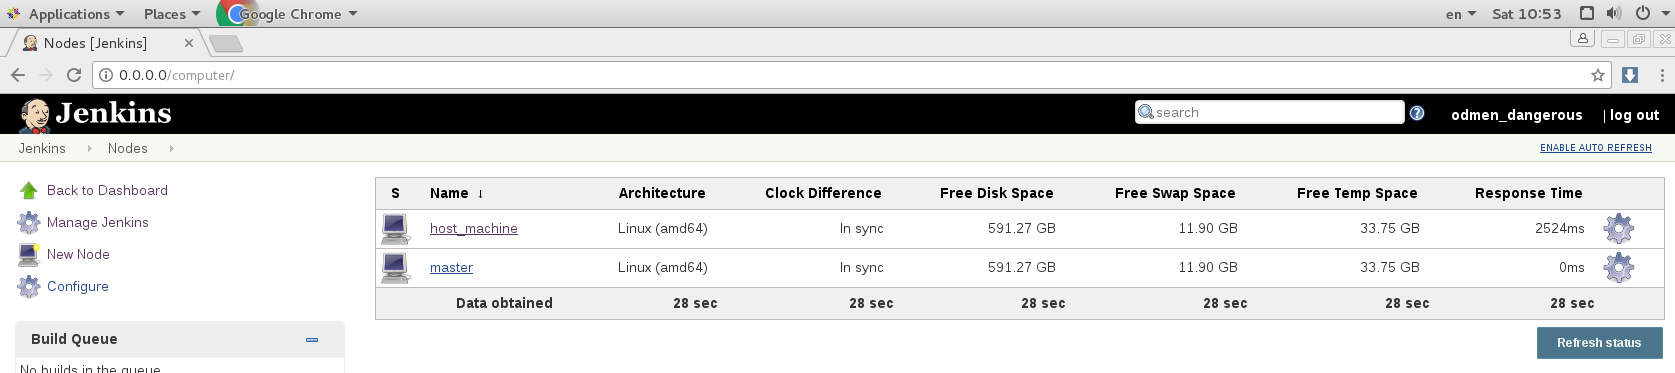 Applications Places Google Chrome en Sat 10:53
Nodes [Jenkins]
0.0.0.0/computer/
Jenkins search odmen_dangerous | log out
Jenkins Nodes ENABLE AUTO REFRESH
Back to Dashboard
Manage Jenkins
New Node
Configure
S Name ↓ Architecture Clock Difference Free Disk Space Free Swap Space Free Temp Space Response Time
host_machine Linux (amd64) In sync 591.27 GB 11.90 GB 33.75 GB 2524ms
master Linux (amd64) In sync 591.27 GB 11.90 GB 33.75 GB 0ms
Data obtained 28 sec 28 sec 28 sec 28 sec 28 sec 28 sec
Refresh status
Build Queue
No builds in the queue